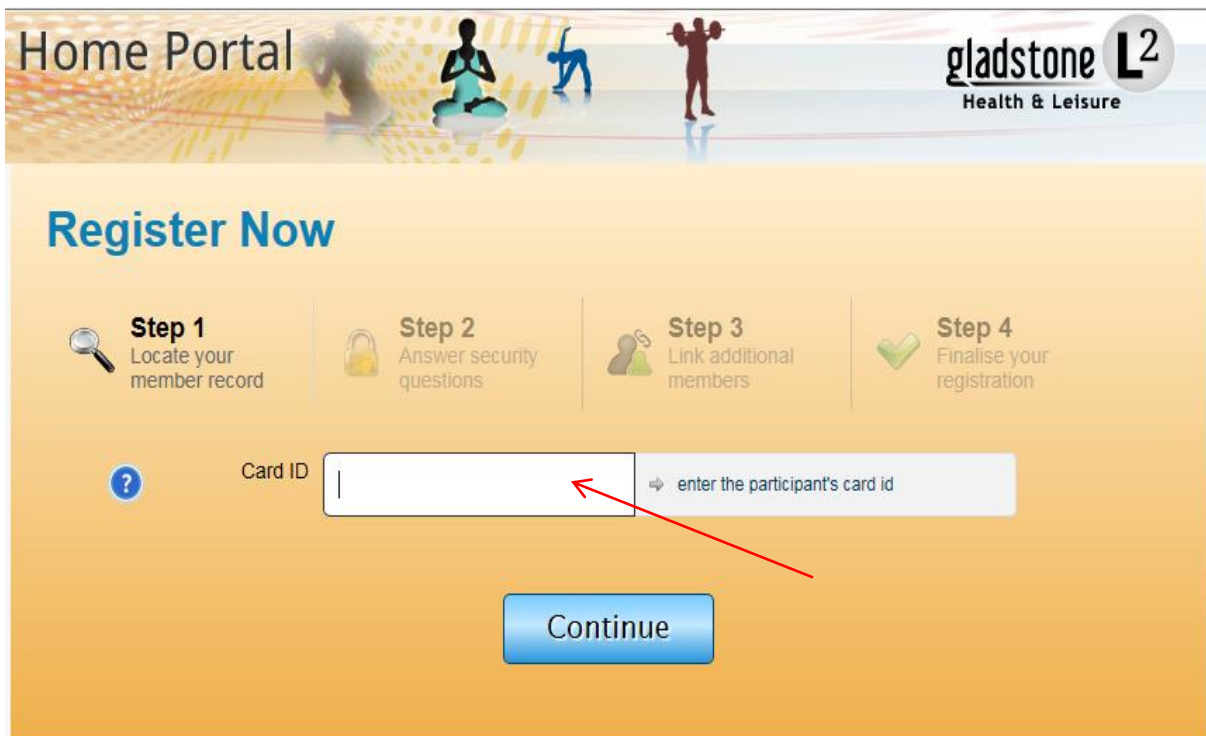 Home Portal
gladstone L2
Health & Leisure
Register Now
Step 1
Locate your
member record
Step 2
Answer security
questions
Step 3
Link additional
members
Step 4
Finalise your
registration
?
Card ID
enter the participant's card id
Continue